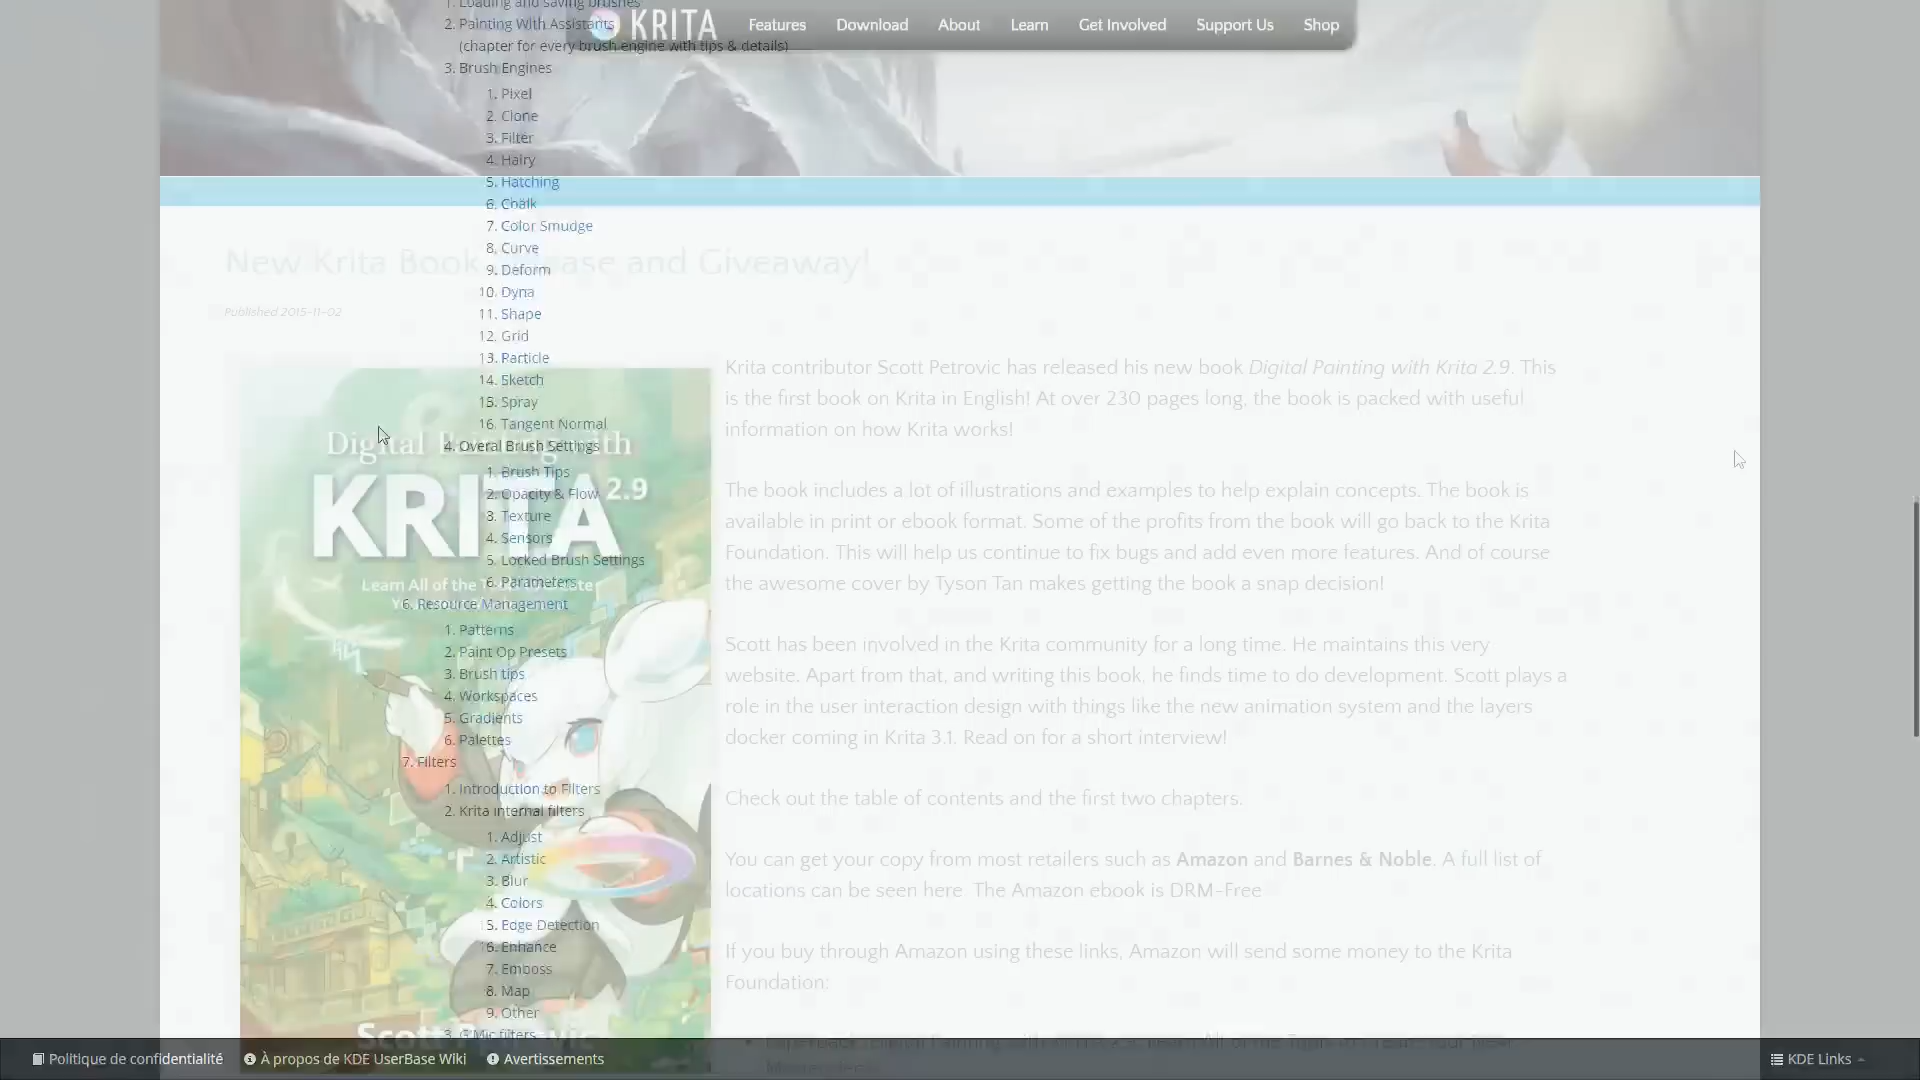 1. Loading and saving brushes
2. Painting With Assistants
(chapter for every brush engine with tips & details)
3. Brush Engines
1. Pixel
2. Clone
3. Filter
4. Hairy
5. Hatching
6. Chalk
7. Color Smudge
8. Curve
9. Deform
10. Dyna
11. Shape
12. Grid
13. Particle
14. Sketch
15. Spray
16. Tangent Normal
4. Overal Brush Settings
1. Brush Tips
2. Opacity & Flow
3. Texture
4. Sensors
5. Locked Brush Settings
6. Parameters
6. Resource Management
1. Patterns
2. Paint Op Presets
3. Brush tips
4. Workspaces
5. Gradients
6. Palettes
7. Filters
1. Introduction to Filters
2. Krita internal filters
1. Adjust
2. Artistic
3. Blur
4. Colors
5. Edge Detection
6. Enhance
7. Emboss
8. Map
9. Other
3. G'Mic filters
KRITA
Features Download About Learn Get Involved Support Us Shop
New Krita Book and Giveaway!
Published 2015-11-02
Digital with
KRITA 2.9
Learn All of the
Krita contributor Scott Petrovic has released his new book Digital Painting with Krita 2.9. This
is the first book on Krita in English! At over 230 pages long, the book is packed with useful
information on how Krita works!
The book includes a lot of illustrations and examples to help explain concepts. The book is
available in print or ebook format. Some of the profits from the book will go back to the Krita
Foundation. This will help us continue to fix bugs and add even more features. And of course
the awesome cover by Tyson Tan makes getting the book a snap decision!
Scott has been involved in the Krita community for a long time. He maintains this very
website. Apart from that, and writing this book, he finds time to do development. Scott plays a
role in the user interaction design with things like the new animation system and the layers
docker coming in Krita 3.1. Read on for a short interview!
Check out the table of contents and the first two chapters.
You can get your copy from most retailers such as Amazon and Barnes & Noble. A full list of
locations can be seen here The Amazon ebook is DRM-Free
If you buy through Amazon using these links, Amazon will send some money to the Krita
Foundation:
Politique de confidentialité À propos de KDE UserBase Wiki Avertissements KDE Links